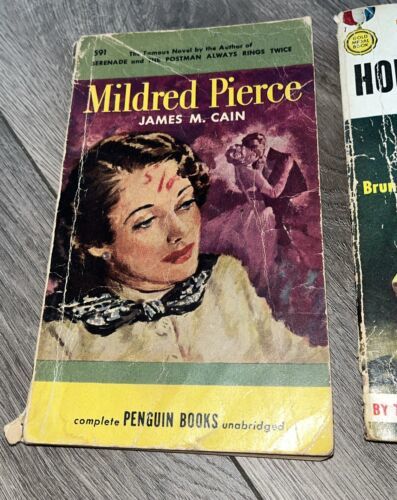 591
The Famous Novel by the Author of
SERENADE and THE POSTMAN ALWAYS RINGS TWICE
Mildred Pierce
JAMES M. CAIN
complete PENGUIN BOOKS unabridged
GOLD
MEDAL
BOOK
HO
Brun
BY T